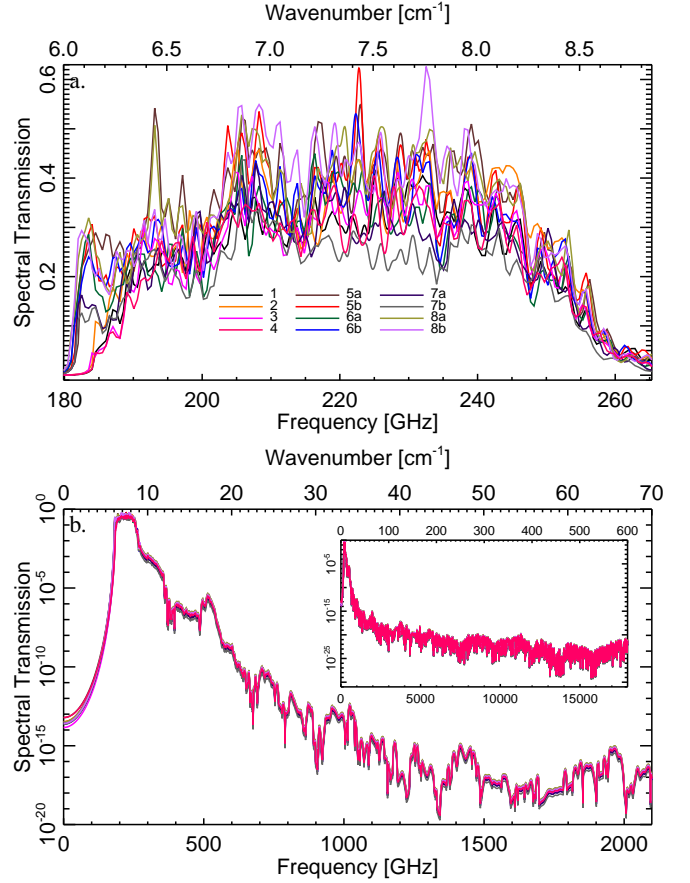 Wavenumber [cm⁻¹]
6.0 6.5 7.0 7.5 8.0 8.5
a.
0.6
0.4
0.2
Spectral Transmission
1 5a 7a
2 5b 7b
3 6a 8a
4 6b 8b
180 200 220 240 260
Frequency [GHz]
Wavenumber [cm⁻¹]
0 10 20 30 40 50 60 70
b.
10⁰
10⁻⁵
10⁻¹⁰
10⁻¹⁵
10⁻²⁰
Spectral Transmission
0 100 200 300 400 500 600
10⁻⁵
10⁻¹⁵
10⁻²⁵
0 5000 10000 15000
0 500 1000 1500 2000
Frequency [GHz]